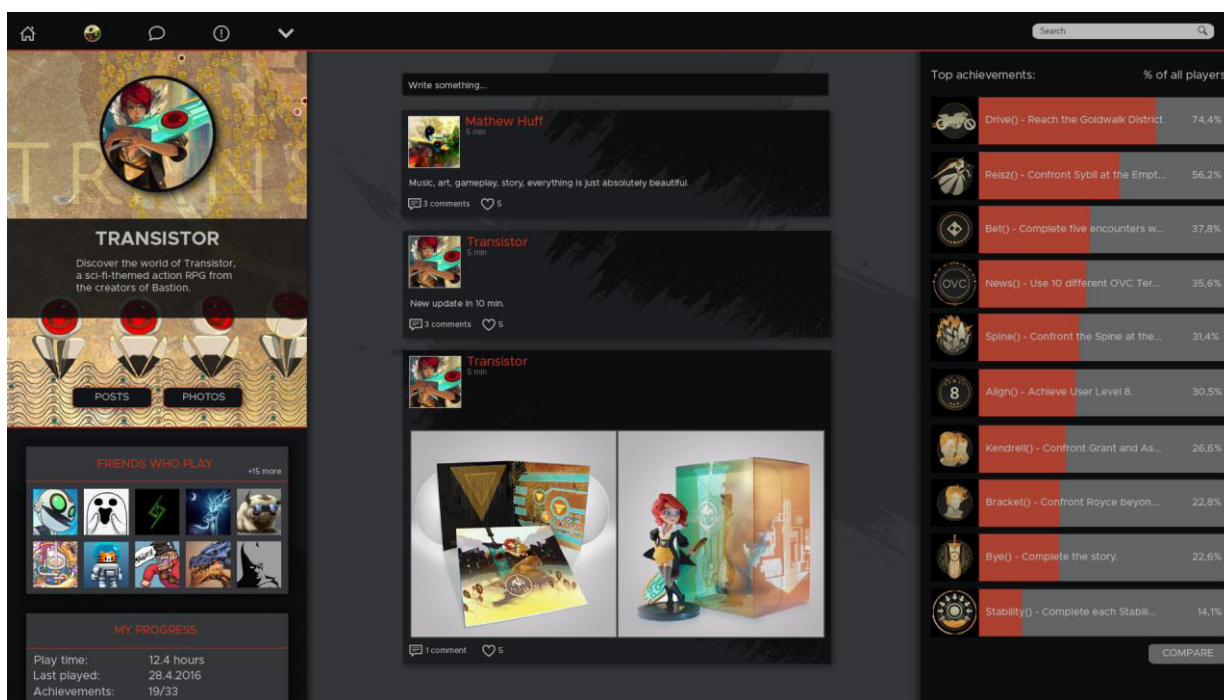 Search
TRANSISTOR
Discover the world of Transistor,
a sci-fi-themed action RPG from
the creators of Bastion.
POSTS
PHOTOS
FRIENDS WHO PLAY
+15 more
MY PROGRESS
Play time: 12.4 hours
Last played: 28.4.2016
Achievements: 19/33
Write something...
Mathew Huff
5 min
Music, art, gameplay, story, everything is just absolutely beautiful.
3 comments 5
Transistor
5 min
New update in 10 min.
3 comments 5
Transistor
5 min
1 comment 5
Top achievements: % of all players
Drive() - Reach the Goldwalk District. 74,4%
Reisz() - Confront Sybil at the Empt... 56,2%
Bet() - Complete five encounters w... 37,8%
OVC
News() - Use 10 different OVC Ter... 35,6%
Spine() - Confront the Spine at the... 31,4%
8
Align() - Achieve User Level 8. 30,5%
Kendrell() - Confront Grant and As... 26,6%
Bracket() - Confront Royce beyon... 22,8%
Bye() - Complete the story. 22,6%
Stability() - Complete each Stabili... 14,1%
COMPARE